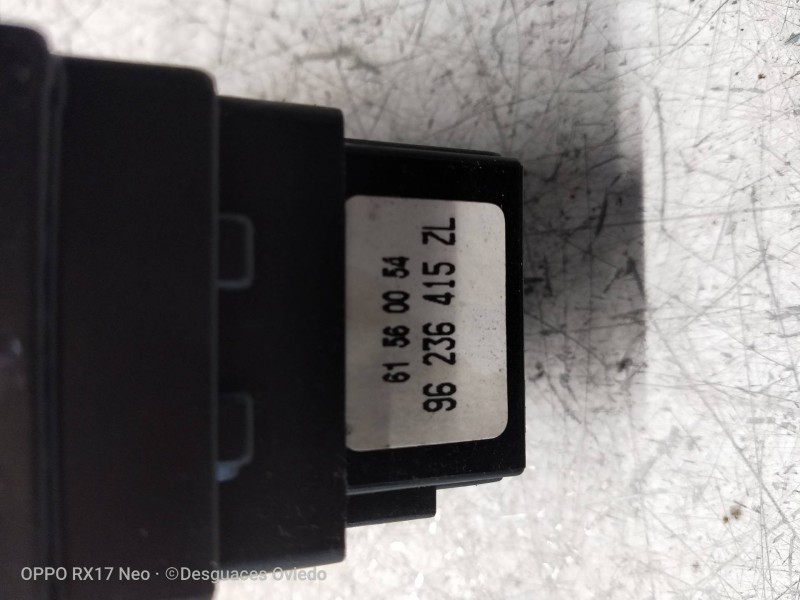 61 56 00 54
96 236 415 ZL
OPPO RX17 Neo · ©Desguaces Oviedo